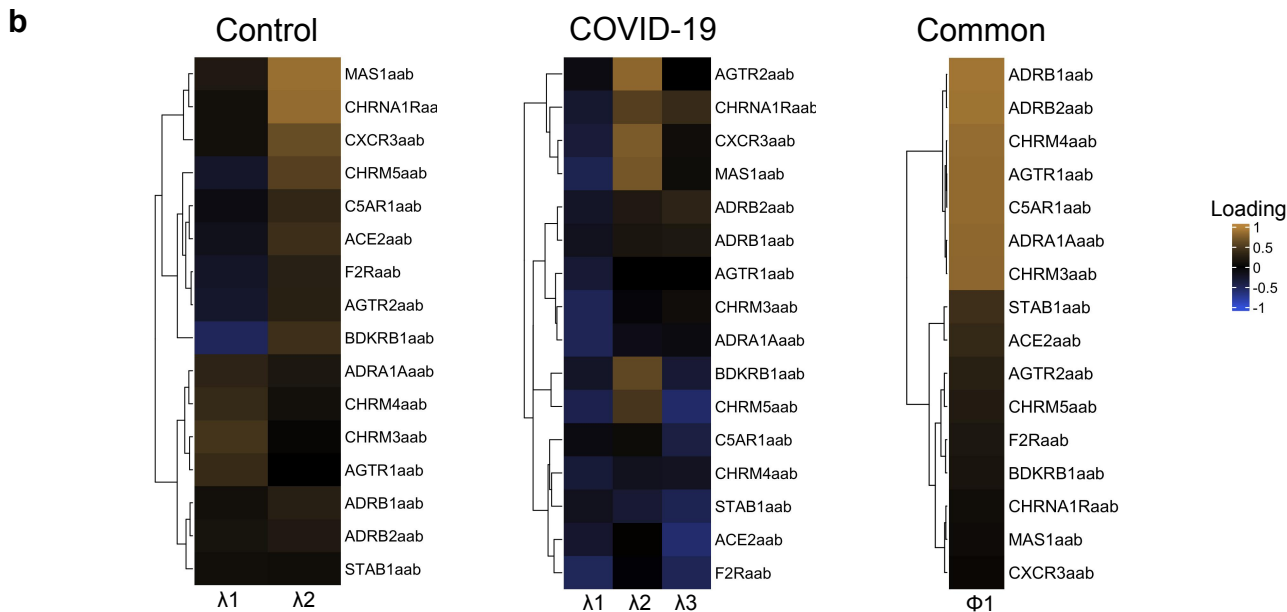 b
Control
MAS1aab
CHRNA1Raa
CXCR3aab
CHRM5aab
C5AR1aab
ACE2aab
F2Raab
AGTR2aab
BDKRB1aab
ADRA1Aaab
CHRM4aab
CHRM3aab
AGTR1aab
ADRB1aab
ADRB2aab
STAB1aab
λ1 λ2
COVID-19
AGTR2aab
CHRNA1Raab
CXCR3aab
MAS1aab
ADRB2aab
ADRB1aab
AGTR1aab
CHRM3aab
ADRA1Aaab
BDKRB1aab
CHRM5aab
C5AR1aab
CHRM4aab
STAB1aab
ACE2aab
F2Raab
λ1 λ2 λ3
Common
ADRB1aab
ADRB2aab
CHRM4aab
AGTR1aab
C5AR1aab
ADRA1Aaab
CHRM3aab
STAB1aab
ACE2aab
AGTR2aab
CHRM5aab
F2Raab
BDKRB1aab
CHRNA1Raab
MAS1aab
CXCR3aab
Φ1
Loading
1
0.5
0
-0.5
-1